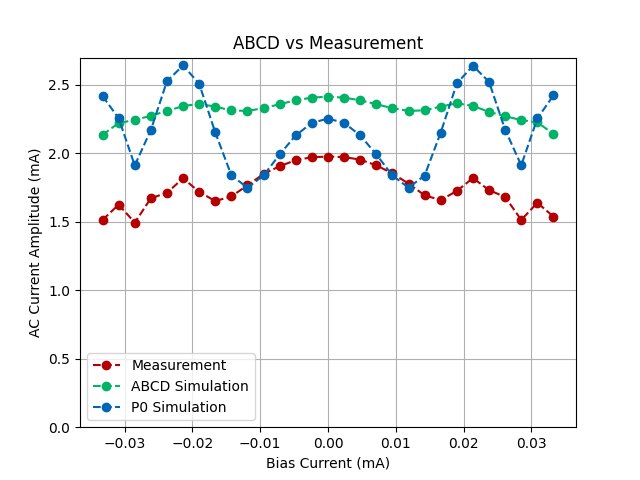 ABCD vs Measurement
AC Current Amplitude (mA)
2.5
2.0
1.5
1.0
0.5
0.0
Measurement
ABCD Simulation
P0 Simulation
−0.03
−0.02
−0.01
0.00
0.01
0.02
0.03
Bias Current (mA)